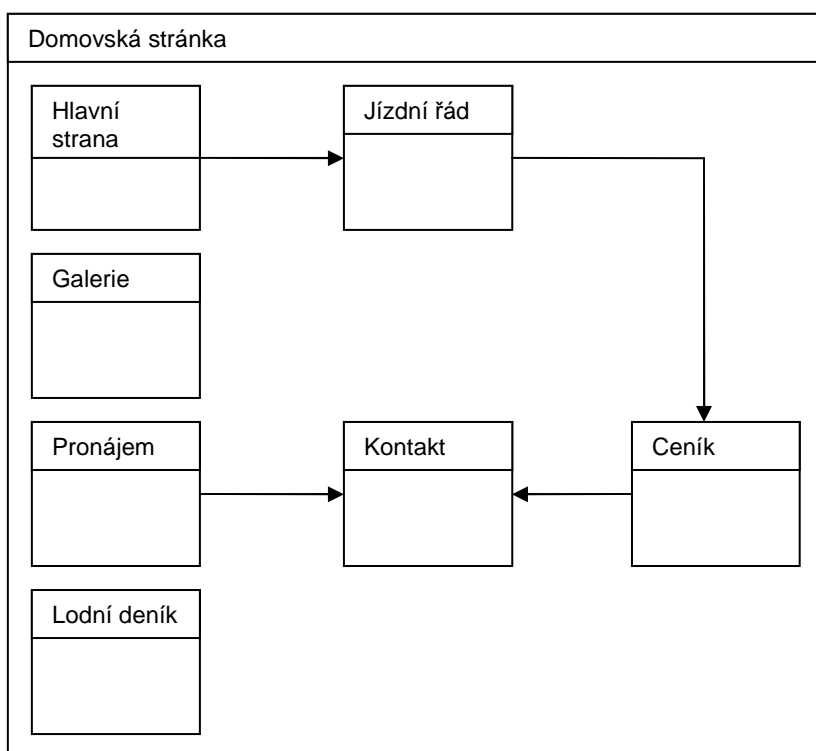 Domovská stránka
Hlavní
strana
Jízdní řád
Galerie
Pronájem
Kontakt
Ceník
Lodní deník